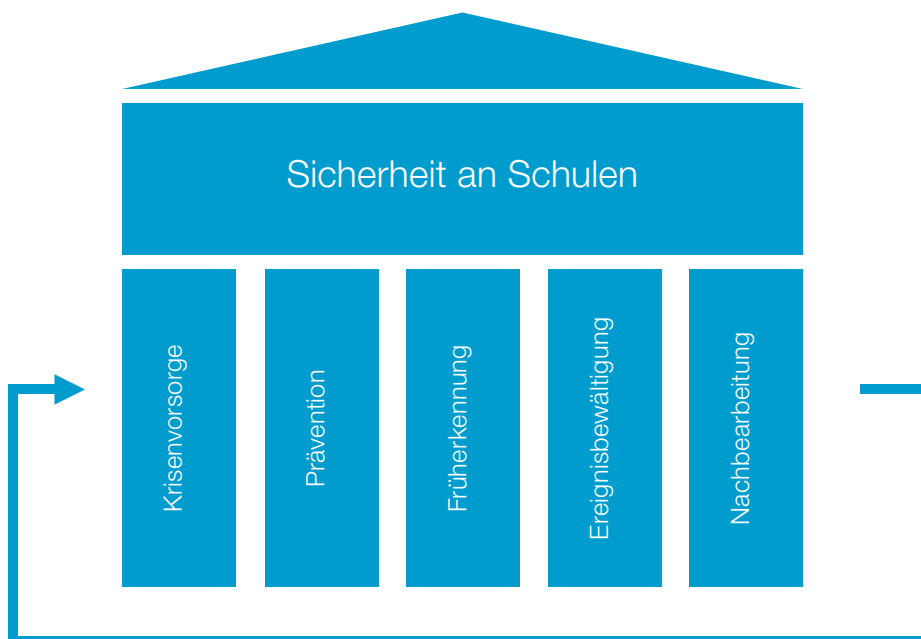 Sicherheit an Schulen
Krisenvorsorge
Prävention
Früherkennung
Ereignisbewältigung
Nachbearbeitung